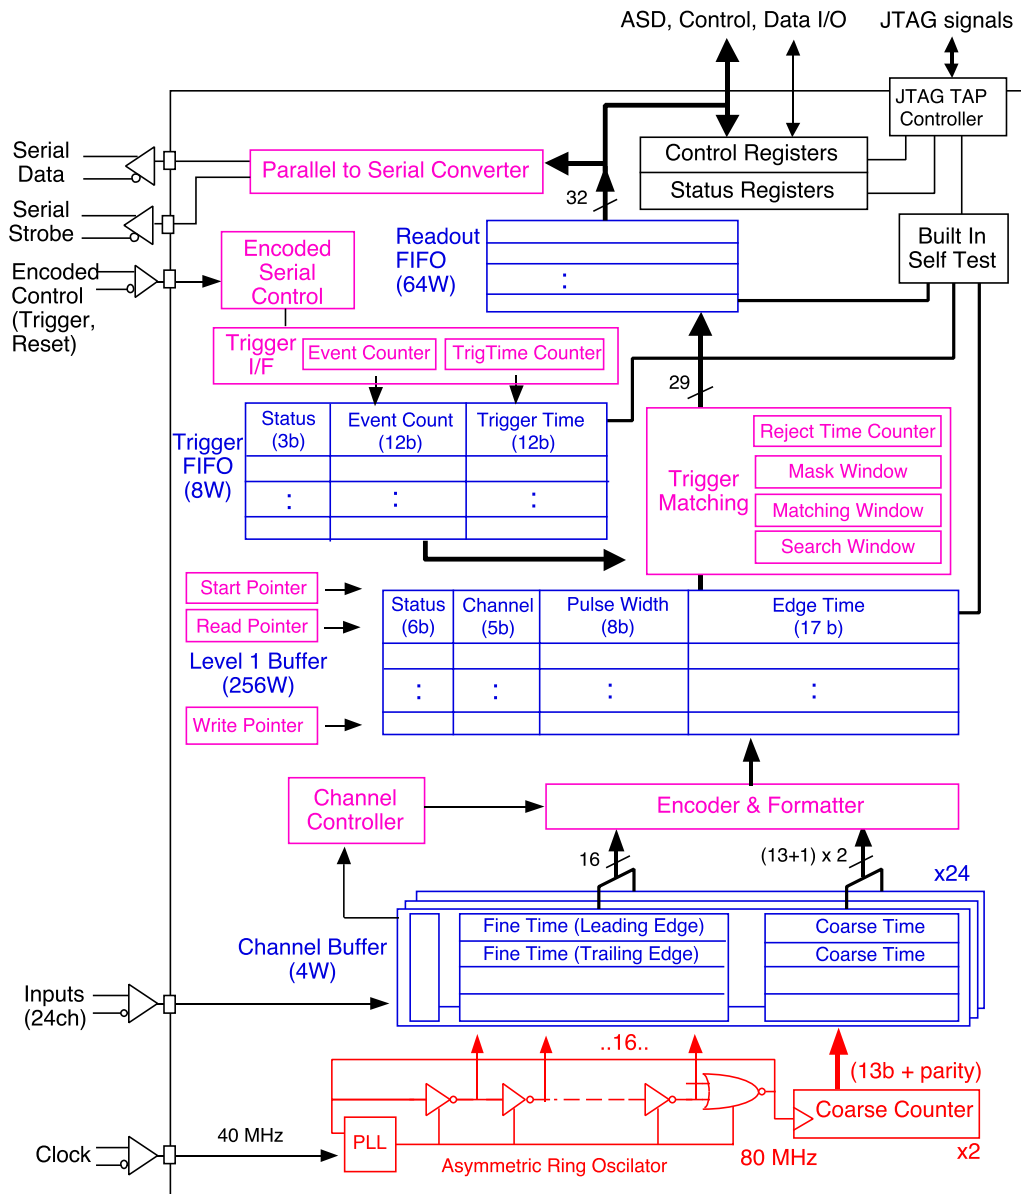 ASD, Control, Data I/O
JTAG signals
JTAG TAP
Controller
Serial
Data
Parallel to Serial Converter
Control Registers
Status Registers
32
Serial
Strobe
Readout
FIFO
(64W)
Built In
Self Test
Encoded
Control
(Trigger,
Reset)
Encoded
Serial
Control
Trigger
I/F
Event Counter
TrigTime Counter
29
Trigger
FIFO
(8W)
Status
(3b)
Event Count
(12b)
Trigger Time
(12b)
:
:
:
:
Trigger
Matching
Reject Time Counter
Mask Window
Matching Window
Search Window
Start Pointer
Read Pointer
Level 1 Buffer
(256W)
Write Pointer
Status
(6b)
Channel
(5b)
Pulse Width
(8b)
Edge Time
(17 b)
:
:
:
:
Channel
Controller
Encoder & Formatter
16
(13+1) x 2
x24
Channel Buffer
(4W)
Fine Time (Leading Edge)
Coarse Time
Fine Time (Trailing Edge)
Coarse Time
Inputs
(24ch)
..16..
(13b + parity)
Coarse Counter
x2
Clock
40 MHz
PLL
Asymmetric Ring Oscilator
80 MHz